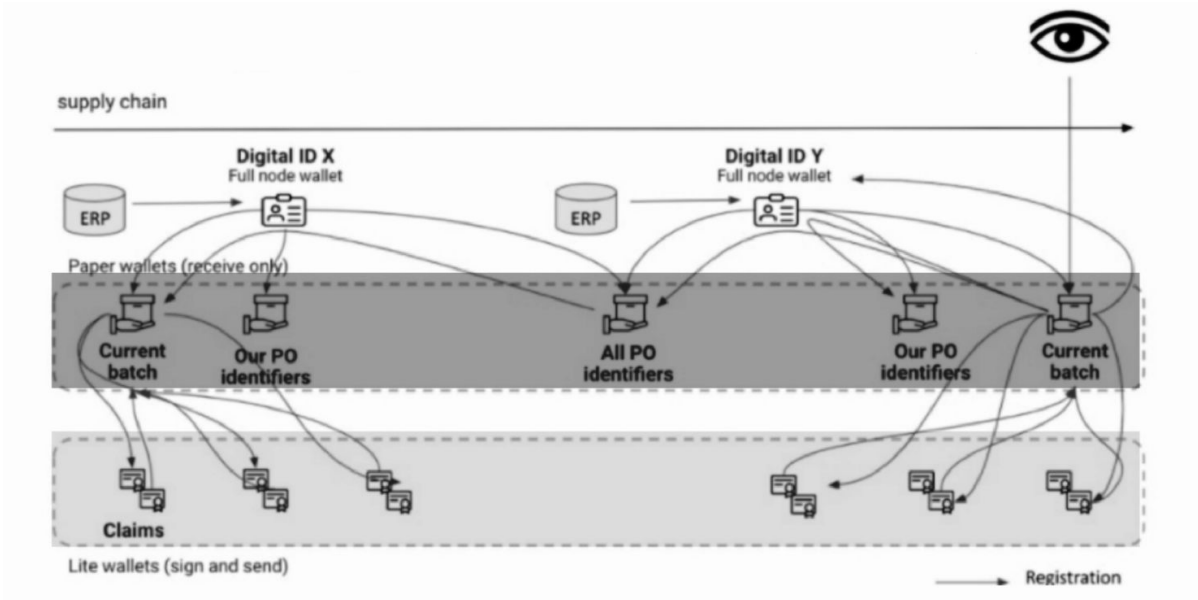 supply chain
Digital ID X
Full node wallet
Digital ID Y
Full node wallet
ERP
ERP
Paper wallets (receive only)
Current
batch
Our PO
identifiers
All PO
identifiers
Our PO
identifiers
Current
batch
Claims
Lite wallets (sign and send)
Registration